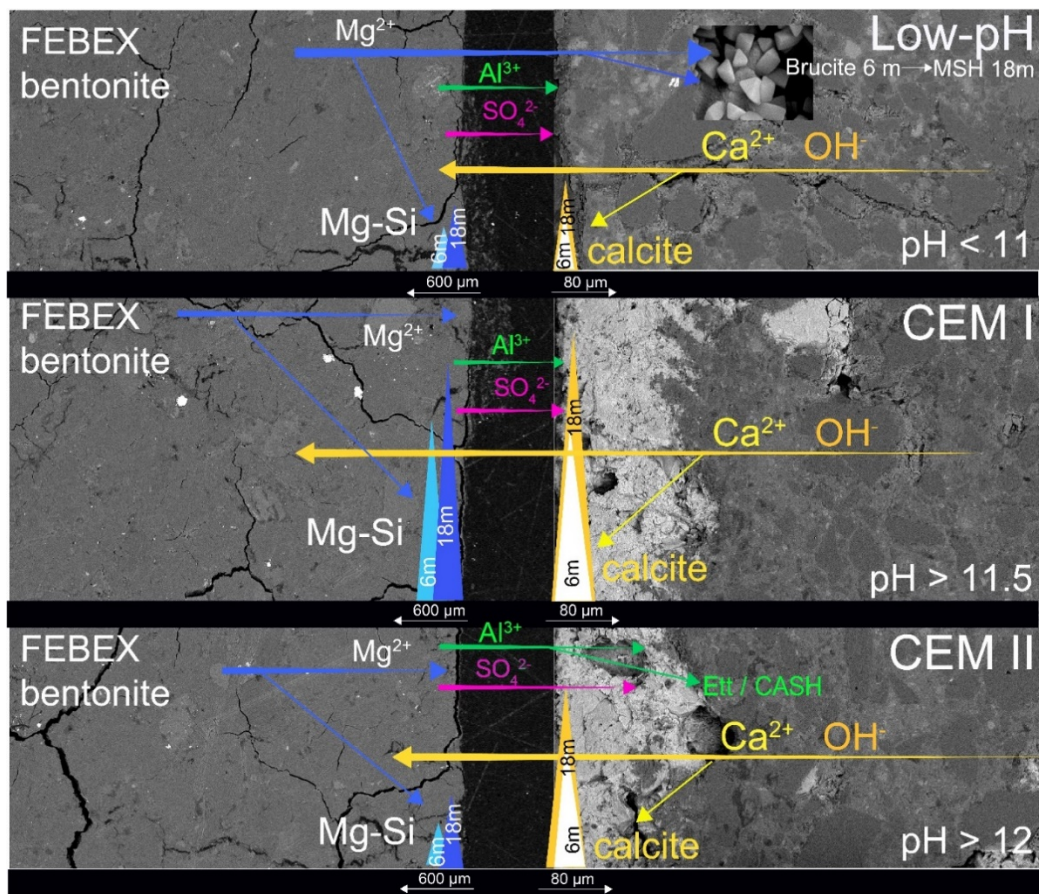 FEBEX
bentonite
Mg²⁺
Al³⁺
SO₄²⁻
Low-pH
Brucite 6 m → MSH 18m
Ca²⁺ OH⁻
Mg-Si
6m
18m
6m
18m
calcite
pH < 11
600 µm
80 µm
FEBEX
bentonite
Mg²⁺
Al³⁺
SO₄²⁻
CEM I
Ca²⁺ OH⁻
Mg-Si
6m
18m
18m
6m
calcite
pH > 11.5
600 µm
80 µm
FEBEX
bentonite
Mg²⁺
Al³⁺
SO₄²⁻
CEM II
Ett / CASH
Ca²⁺ OH⁻
Mg-Si
6m
18m
18m
6m
calcite
pH > 12
600 µm
80 µm